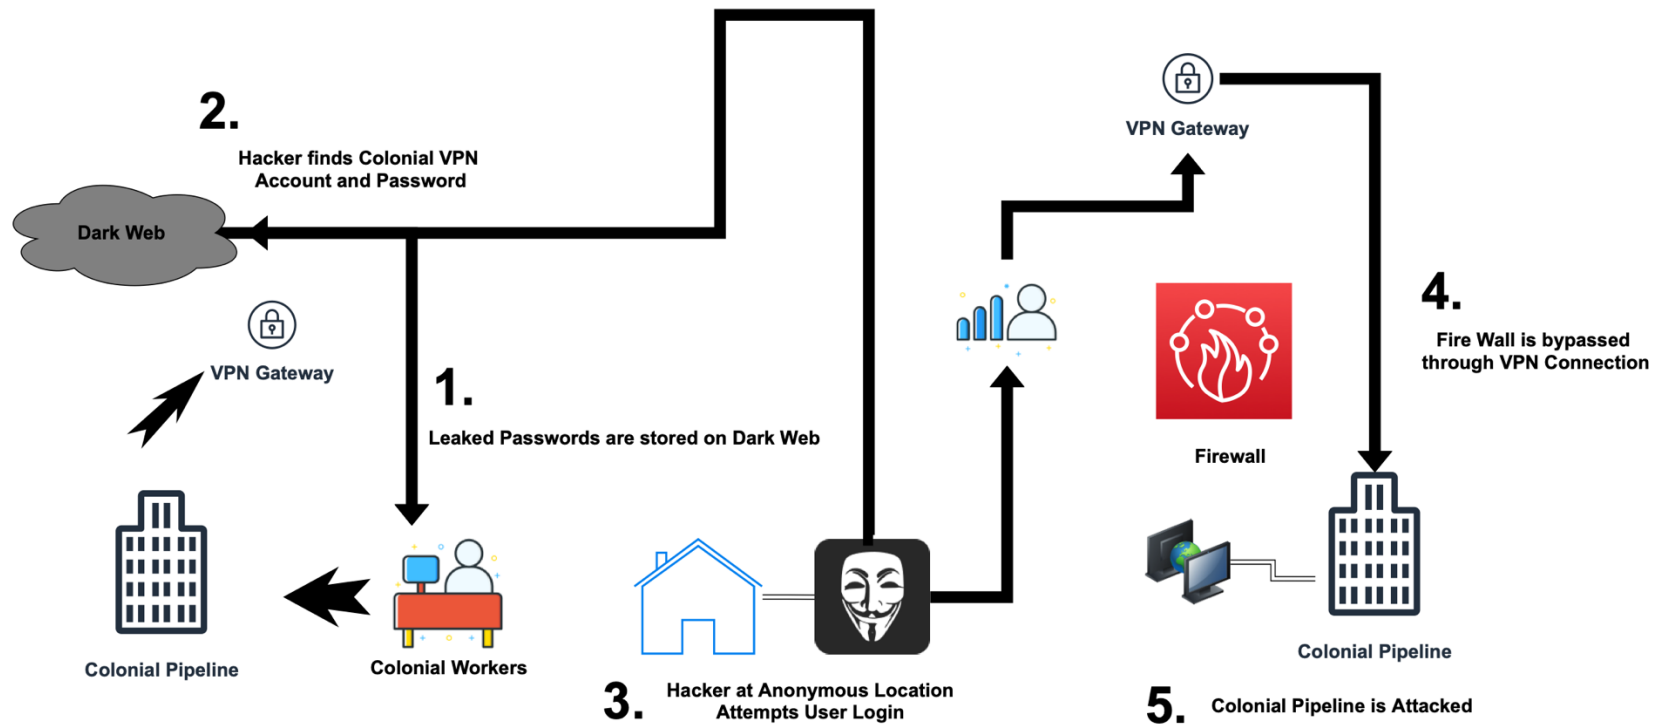 2.
Hacker finds Colonial VPN
Account and Password
Dark Web
VPN Gateway
1.
Leaked Passwords are stored on Dark Web
Colonial Pipeline
Colonial Workers
3.
Hacker at Anonymous Location
Attempts User Login
VPN Gateway
4.
Fire Wall is bypassed
through VPN Connection
Firewall
Colonial Pipeline
5.
Colonial Pipeline is Attacked